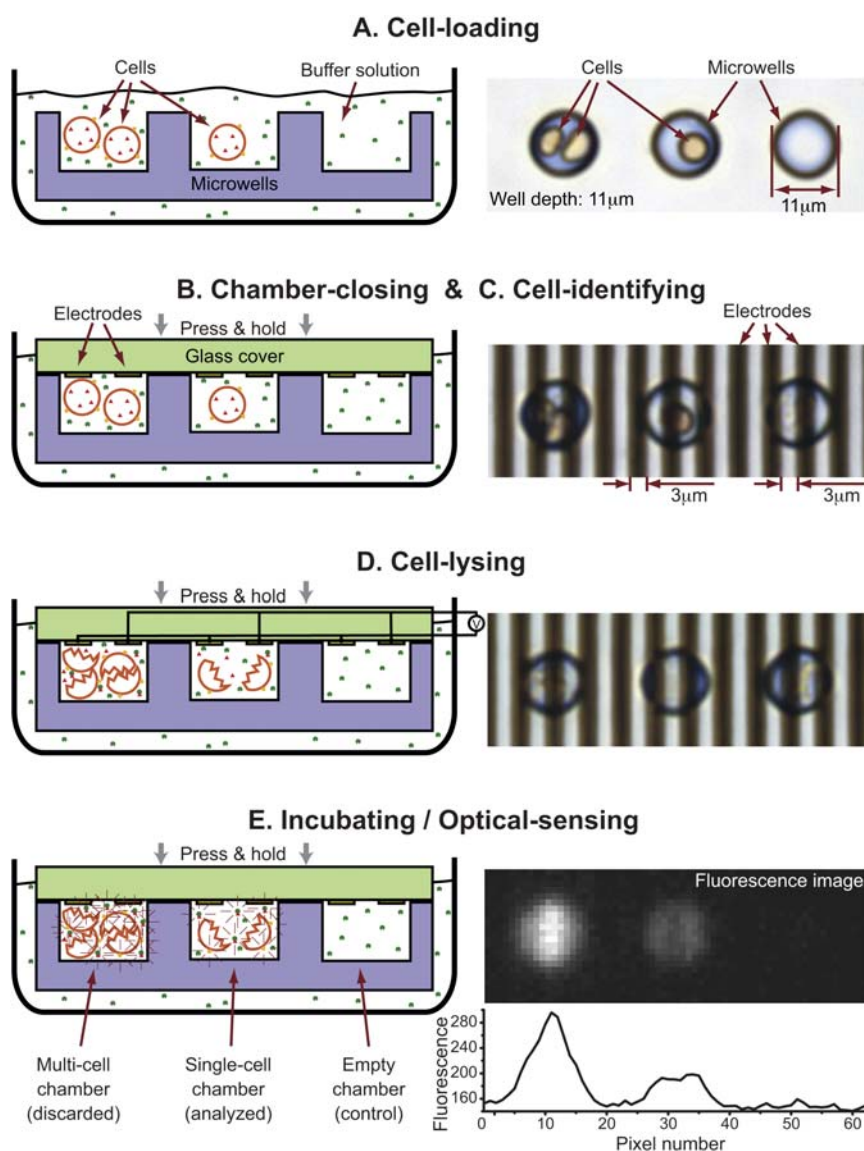 A. Cell-loading
Cells
Buffer solution
Microwells
Cells
Microwells
Well depth: 11μm
11μm
B. Chamber-closing & C. Cell-identifying
Electrodes
Press & hold
Glass cover
Electrodes
3μm
3μm
D. Cell-lysing
Press & hold
V
E. Incubating / Optical-sensing
Press & hold
Multi-cell
chamber
(discarded)
Single-cell
chamber
(analyzed)
Empty
chamber
(control)
Fluorescence image
Fluorescence
280
240
200
160
0 10 20 30 40 50 60
Pixel number